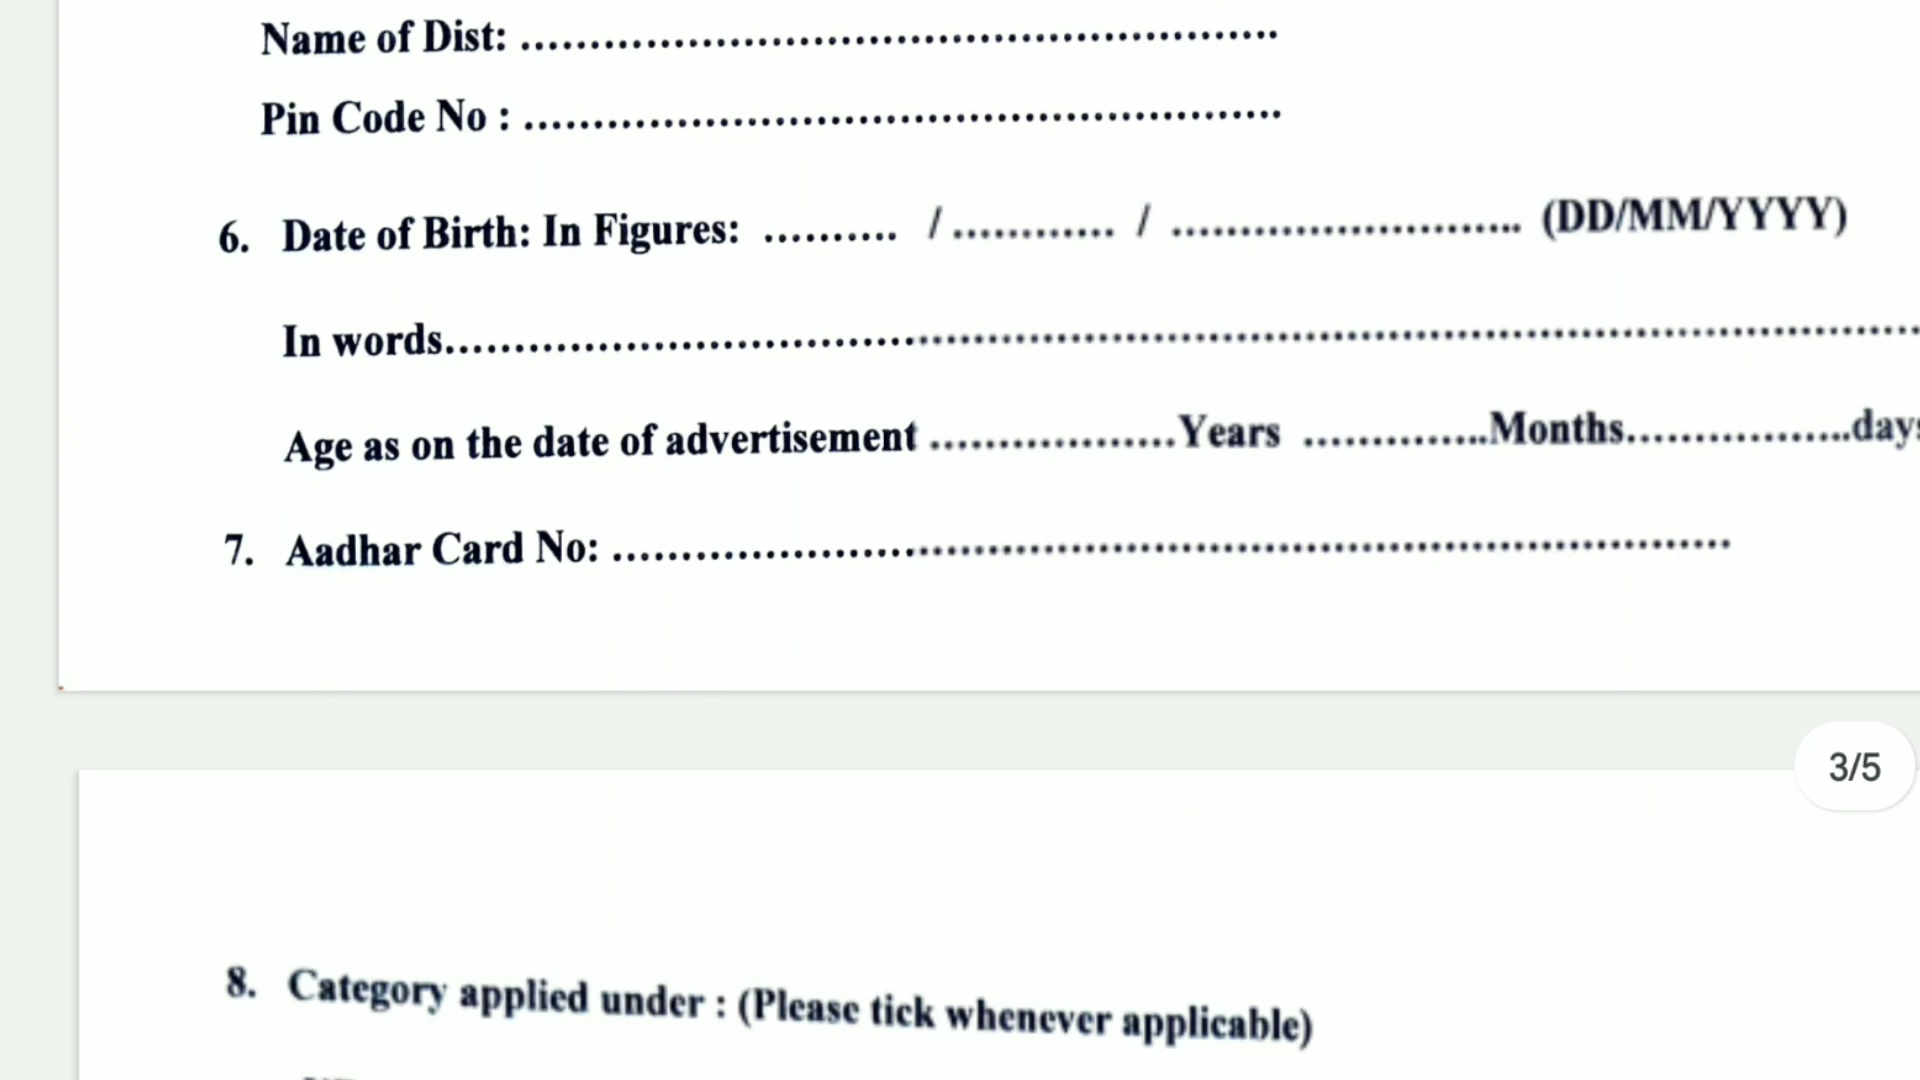 Name of Dist: ........................................................
Pin Code No : ........................................................
6. Date of Birth: In Figures: .......... / ............ / .......................... (DD/MM/YYYY)
In words..............................................................................................................
Age as on the date of advertisement ..................Years ..............Months.................days
7. Aadhar Card No: ..................................................................................
3/5
8. Category applied under : (Please tick whenever applicable)